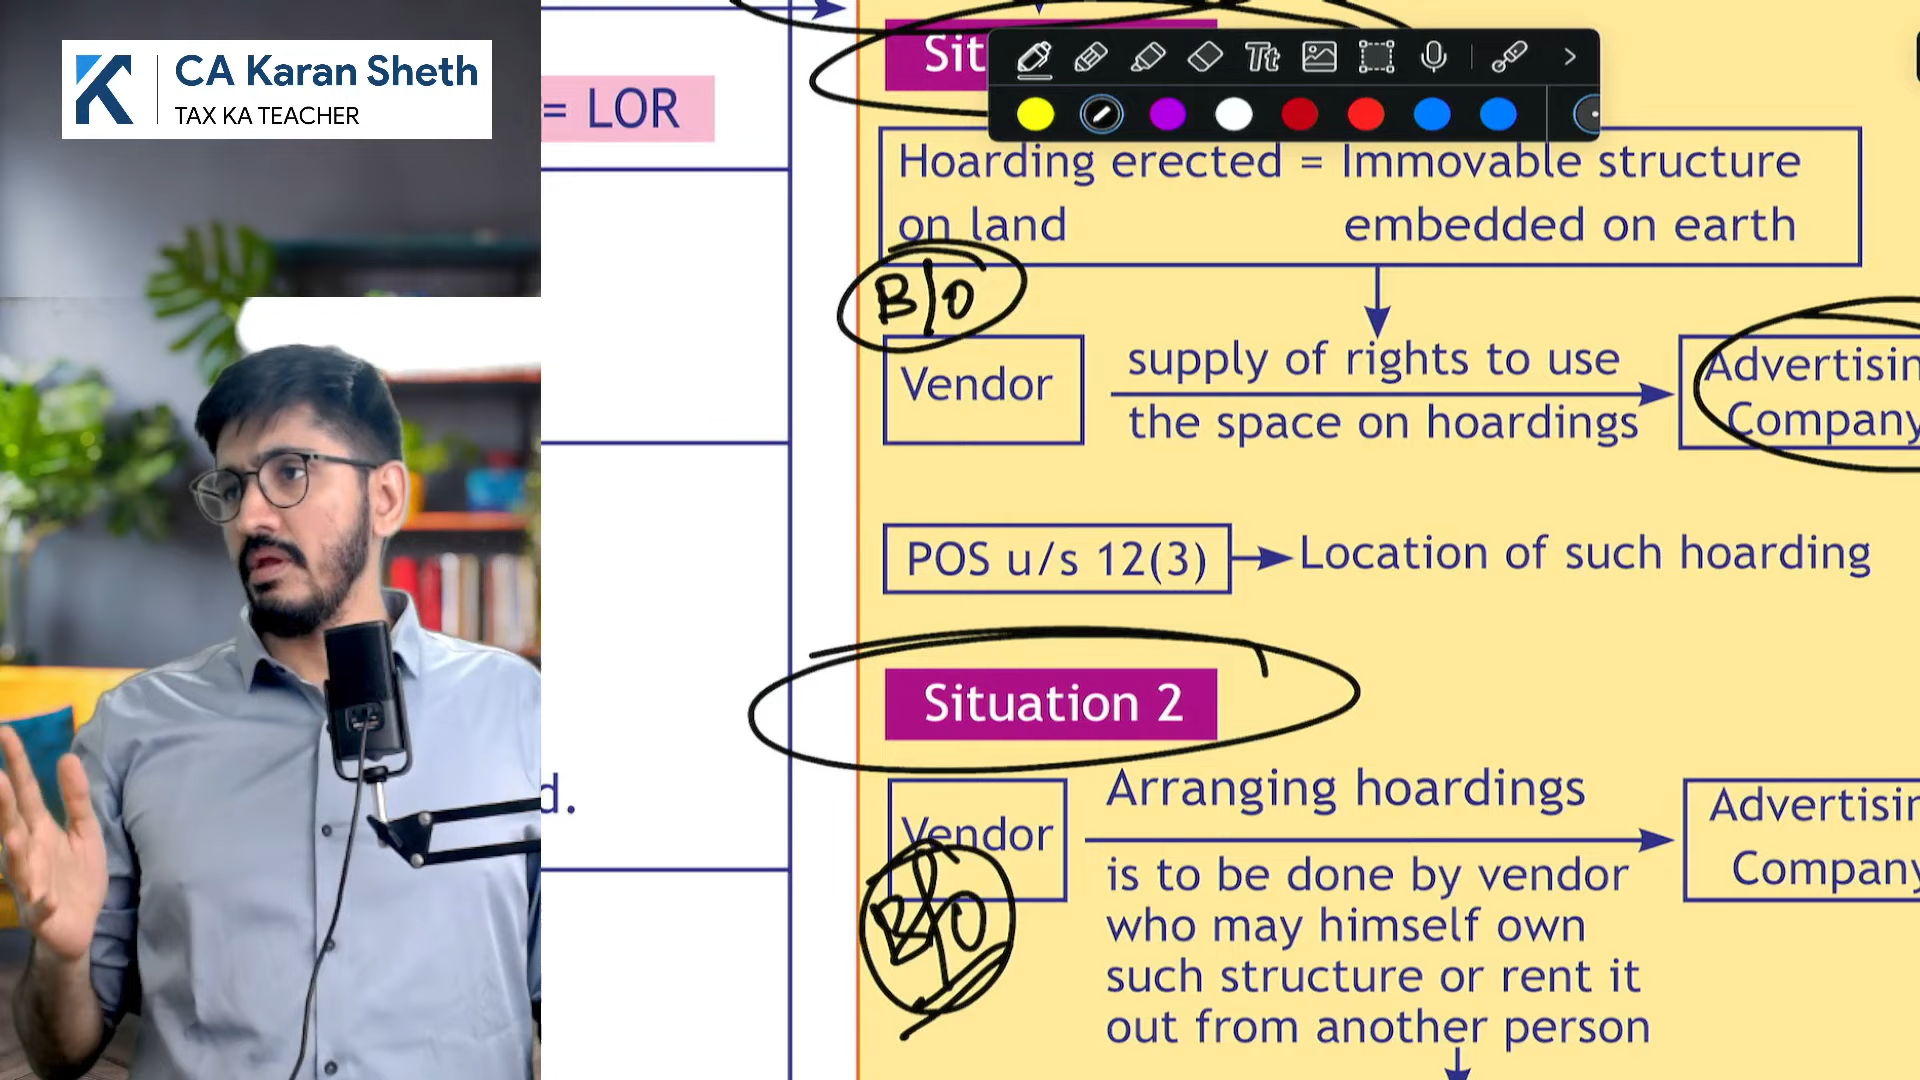 CA Karan Sheth
TAX KA TEACHER
= LOR
d.
Sit
Tt
Hoarding erected = Immovable structure
on land embedded on earth
B/O
Vendor
supply of rights to use
the space on hoardings
Advertisin
Company
POS u/s 12(3)
Location of such hoarding
Situation 2
Vendor
B/O
Arranging hoardings
is to be done by vendor
who may himself own
such structure or rent it
out from another person
Advertisin
Company